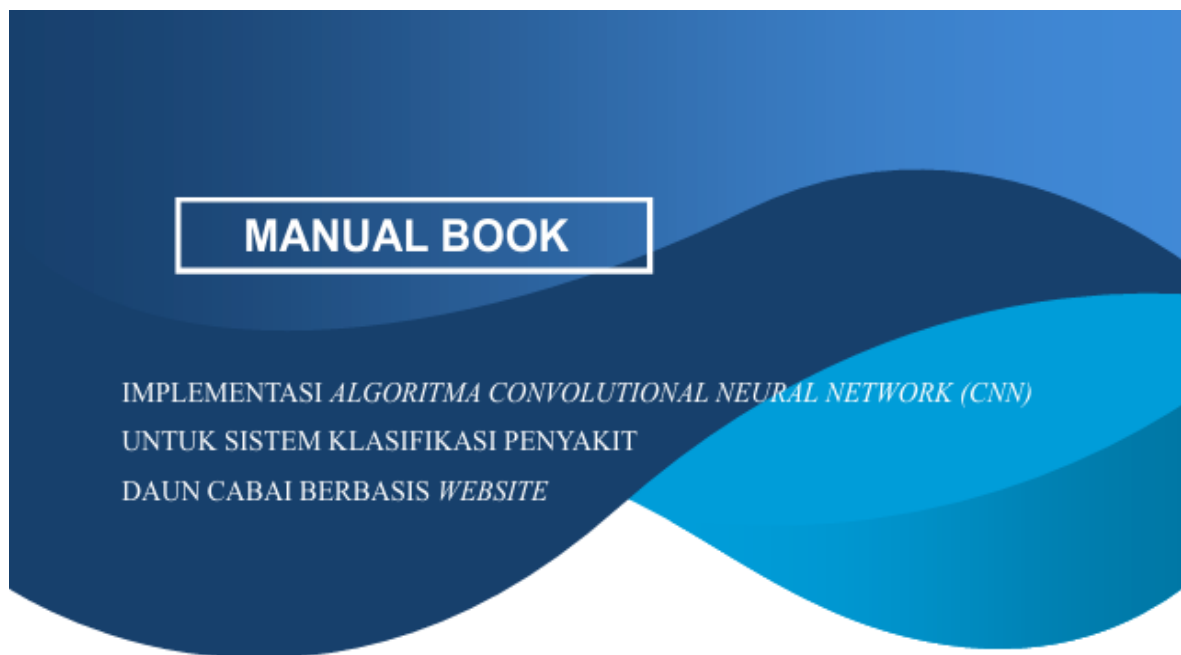 MANUAL BOOK
IMPLEMENTASI ALGORITMA CONVOLUTIONAL NEURAL NETWORK (CNN)
UNTUK SISTEM KLASIFIKASI PENYAKIT
DAUN CABAI BERBASIS WEBSITE